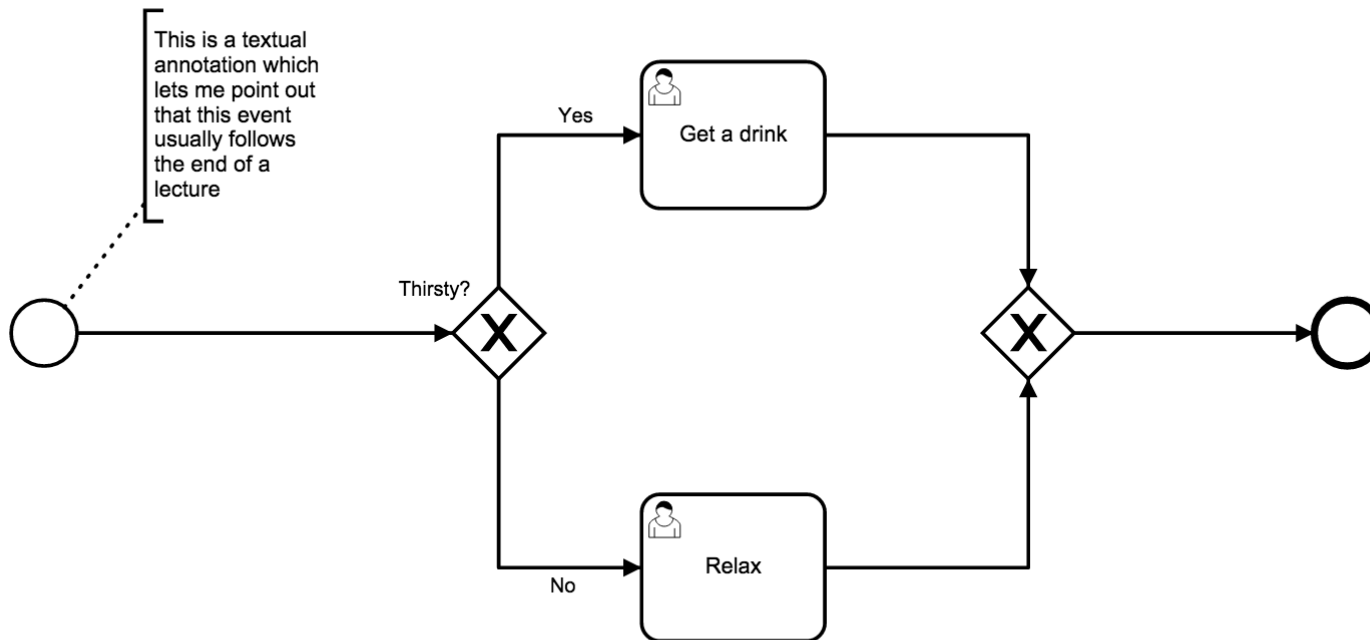 This is a textual
annotation which
lets me point out
that this event
usually follows
the end of a
lecture
Yes
Get a drink
Thirsty?
X
X
Relax
No